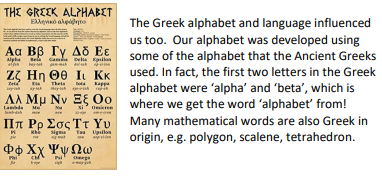 THE GREEK ALPHABET
Ελληνικό αλφάβητο
Αα Ββ Γγ Δδ Εε
Alpha Beta Gamma Delta Epsilon
Ζζ Ηη Θθ Ιι Κκ
Zeta Eta Theta Iota Kappa
Λλ Μμ Νν Ξξ Οο
Lambda Mu Nu Xi Omicron
Ππ Ρρ Σσς Ττ Υυ
Pi Rho Sigma Tau Upsilon
Φφ Χχ Ψψ Ωω
Phi Chi Psi Omega
The Greek alphabet and language influenced
us too. Our alphabet was developed using
some of the alphabet that the Ancient Greeks
used. In fact, the first two letters in the Greek
alphabet were ‘alpha’ and ‘beta’, which is
where we get the word ‘alphabet’ from!
Many mathematical words are also Greek in
origin, e.g. polygon, scalene, tetrahedron.